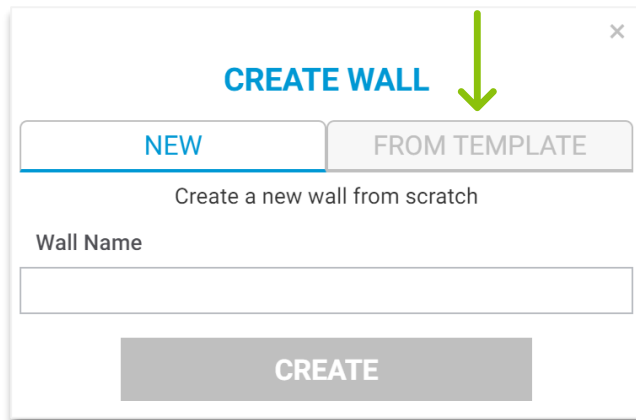 CREATE WALL
NEW
FROM TEMPLATE
Create a new wall from scratch
Wall Name
CREATE